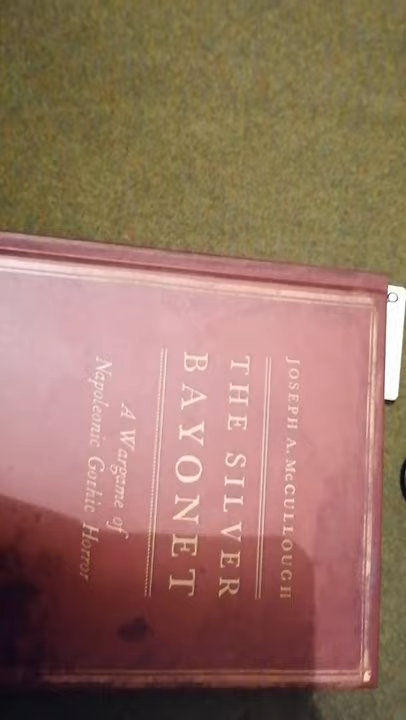 JOSEPH A. McCULLOUGH
THE SILVER
BAYONET
A Wargame of
Napoleonic Gothic Horror